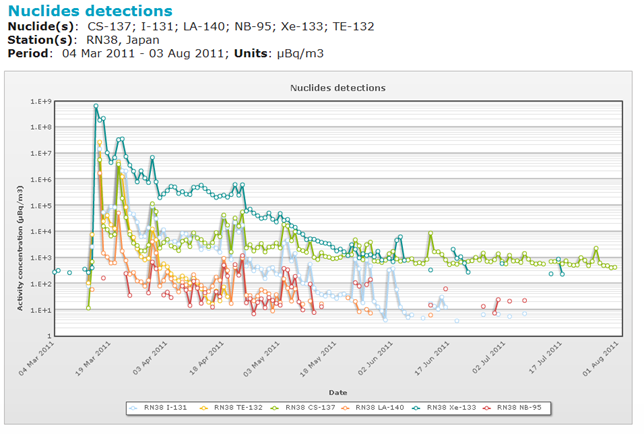 Nuclides detections
Nuclide(s): CS-137; I-131; LA-140; NB-95; Xe-133; TE-132
Station(s): RN38, Japan
Period: 04 Mar 2011 - 03 Aug 2011; Units: µBq/m3
Nuclides detections
Activity concentration (µBq/m3)
1.E+9
1.E+8
1.E+7
1.E+6
1.E+5
1.E+4
1.E+3
1.E+2
1.E+1
1
04 Mar 2011
19 Mar 2011
03 Apr 2011
18 Apr 2011
03 May 2011
18 May 2011
02 Jun 2011
17 Jun 2011
02 Jul 2011
17 Jul 2011
01 Aug 2011
Date
RN38 I-131 RN38 TE-132 RN38 CS-137 RN38 LA-140 RN38 Xe-133 RN38 NB-95